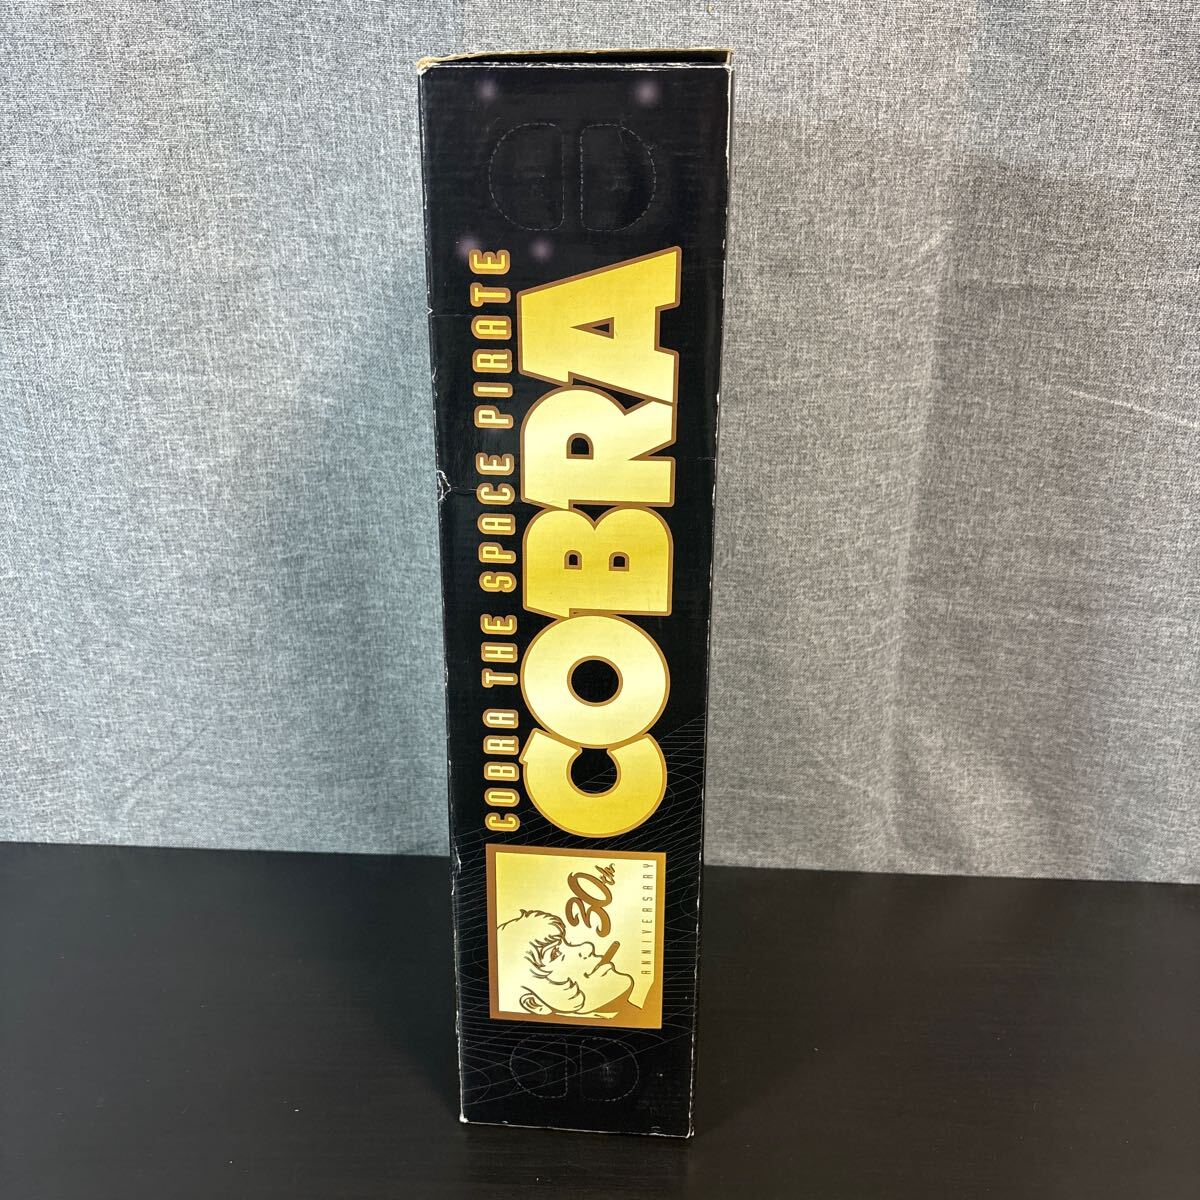 COBRA THE SPACE PIRATE
COBRA
30th
ANNIVERSARY